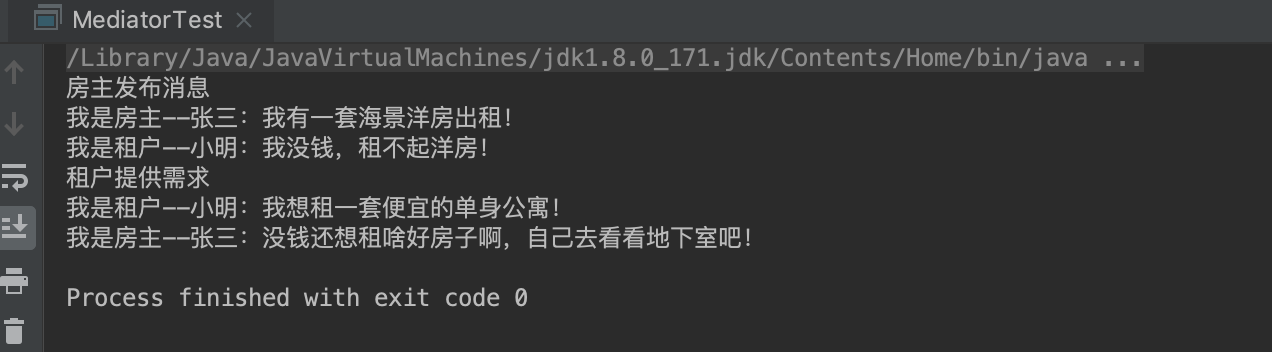 MediatorTest
/Library/Java/JavaVirtualMachines/jdk1.8.0_171.jdk/Contents/Home/bin/java ...
房主发布消息
我是房主--张三：我有一套海景洋房出租！
我是租户--小明：我没钱，租不起洋房！
租户提供需求
我是租户--小明：我想租一套便宜的单身公寓！
我是房主--张三：没钱还想租啥好房子啊，自己去看看地下室吧！
Process finished with exit code 0